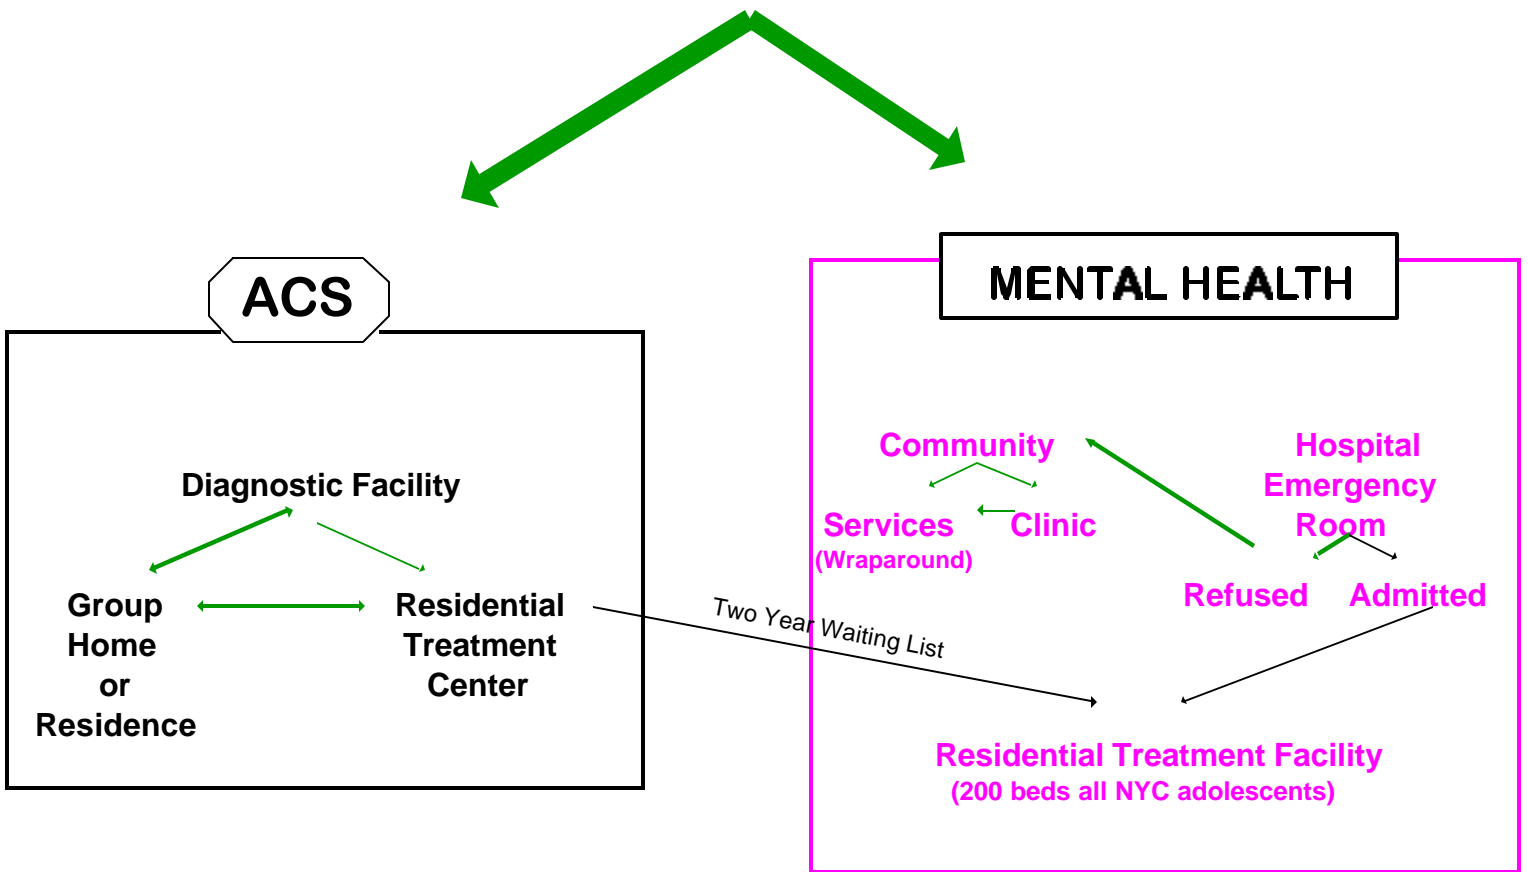 ACS
Diagnostic Facility
Group
Home
or
Residence
Residential
Treatment
Center
Two Year Waiting List
MENTAL HEALTH
Community
Services
(Wraparound)
Clinic
Hospital
Emergency
Room
Refused
Admitted
Residential Treatment Facility
(200 beds all NYC adolescents)